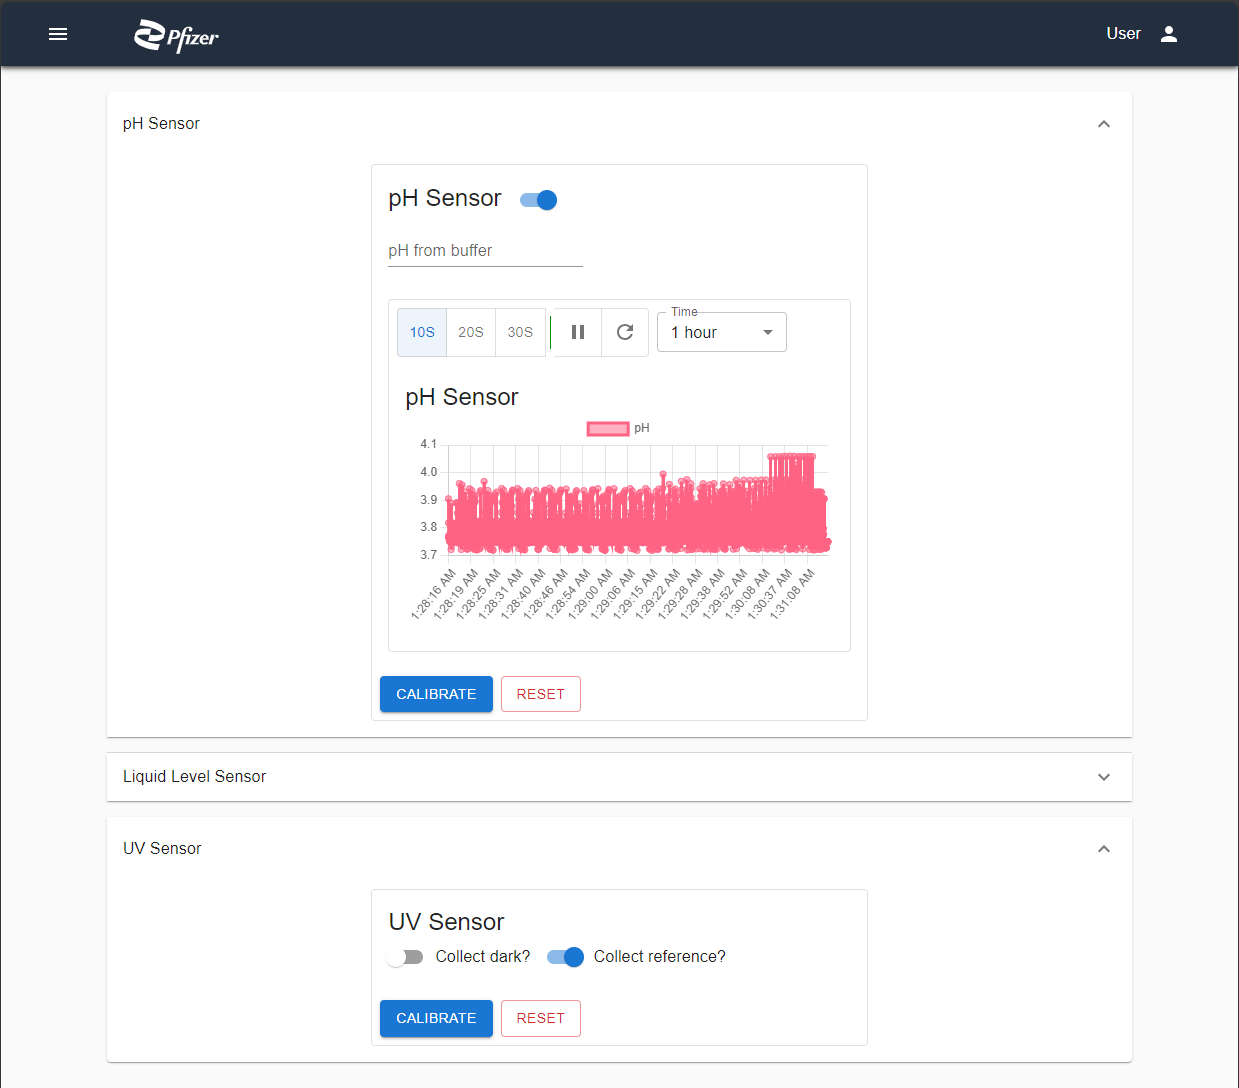 Pfizer
User
pH Sensor
pH Sensor
pH from buffer
10S 20S 30S
Time
1 hour
pH Sensor
pH
4.1
4.0
3.9
3.8
3.7
1:28:16 AM
1:28:19 AM
1:28:25 AM
1:28:31 AM
1:28:40 AM
1:28:46 AM
1:28:54 AM
1:29:00 AM
1:29:06 AM
1:29:15 AM
1:29:22 AM
1:29:28 AM
1:29:38 AM
1:29:52 AM
1:30:08 AM
1:30:37 AM
1:31:08 AM
CALIBRATE RESET
Liquid Level Sensor
UV Sensor
UV Sensor
Collect dark? Collect reference?
CALIBRATE RESET